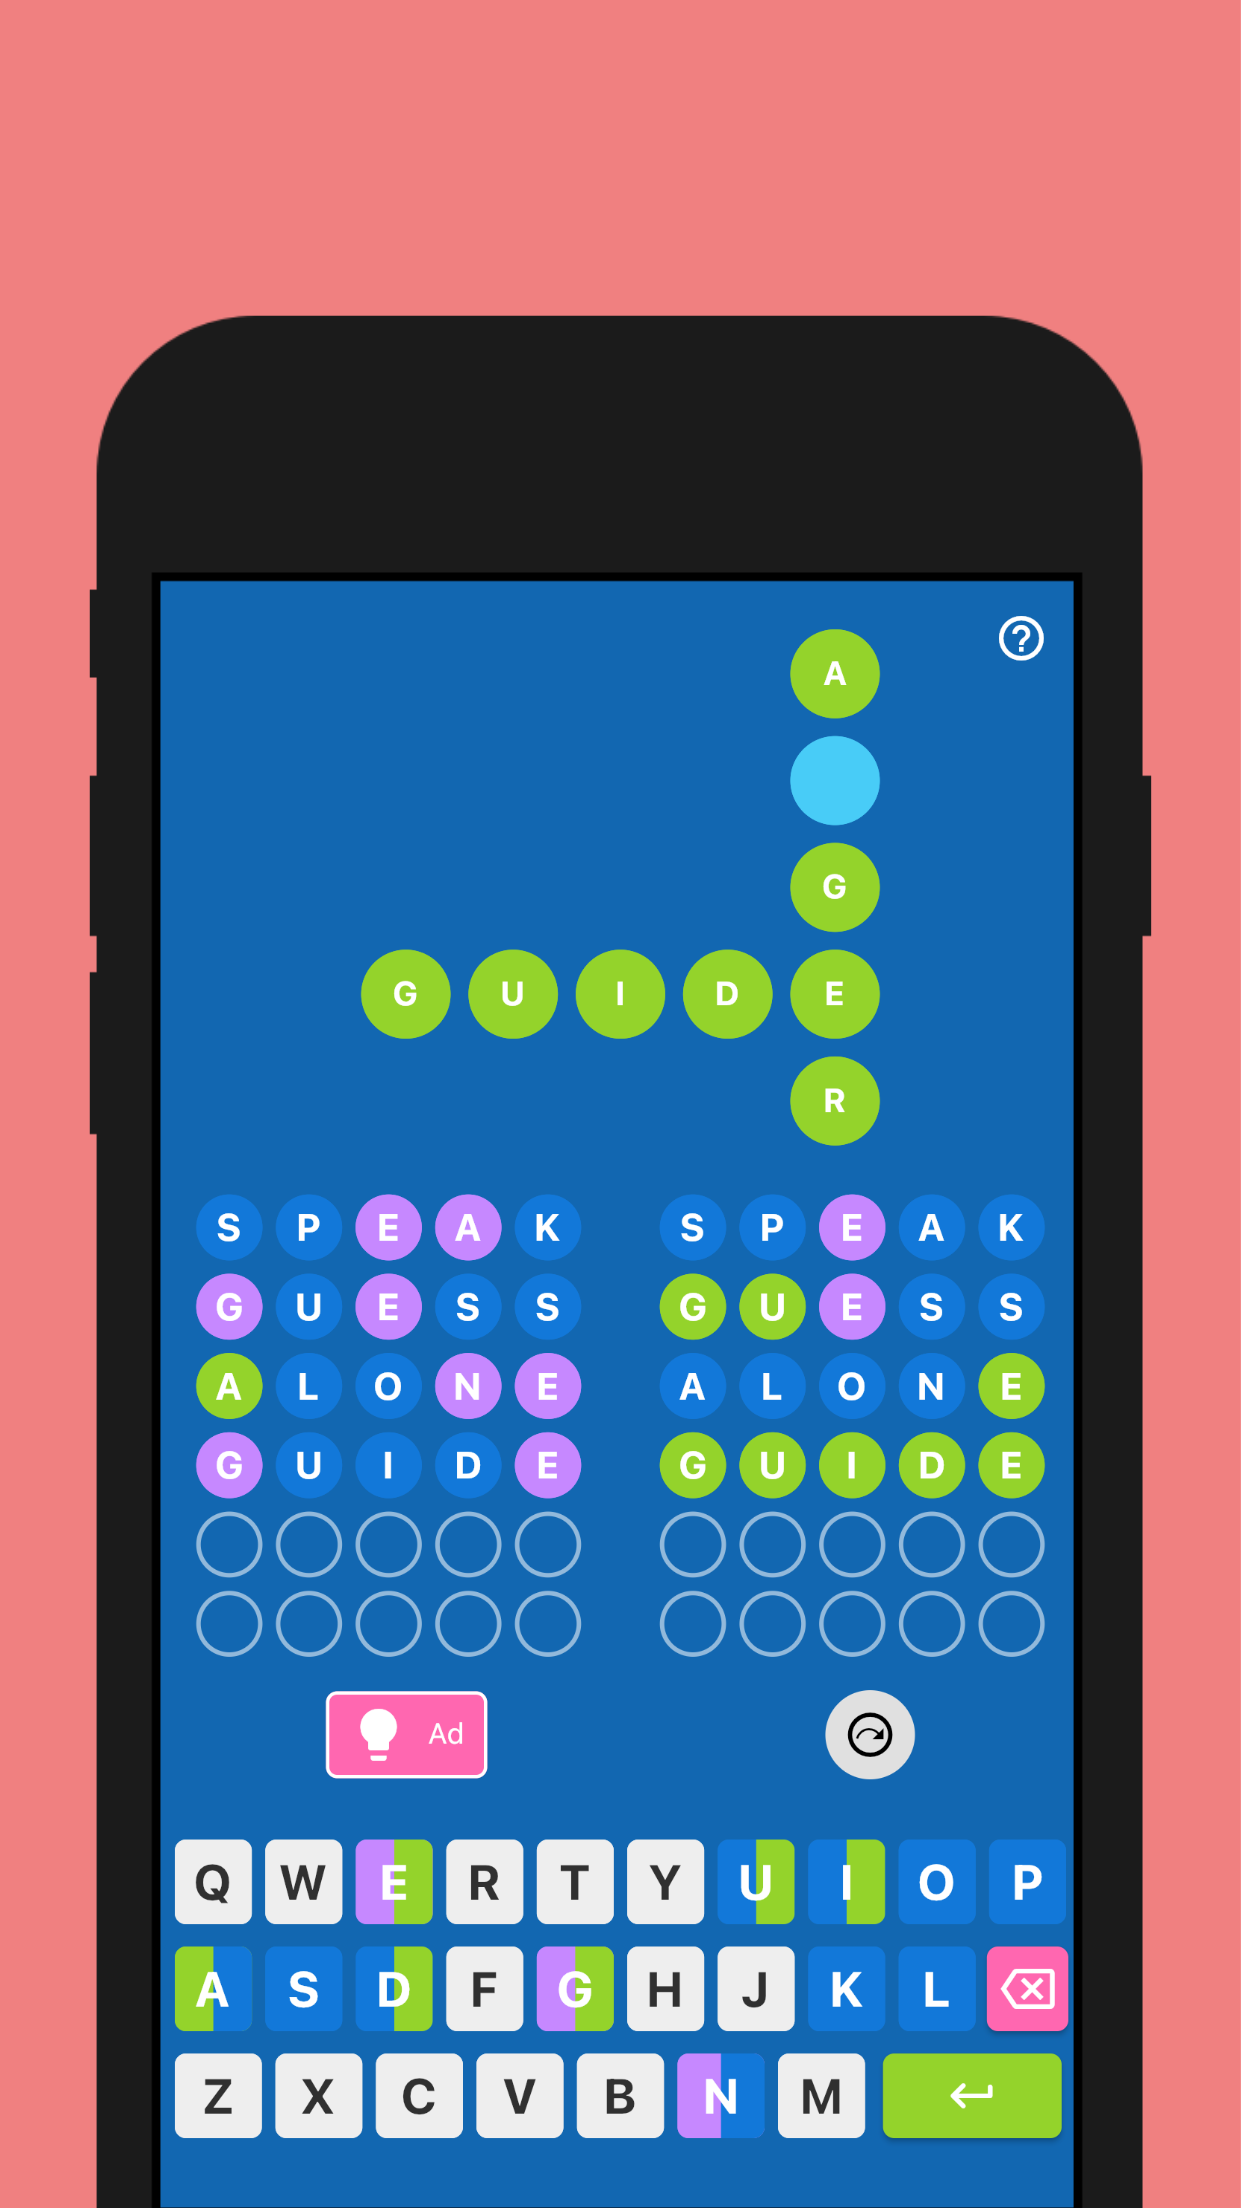 ?
A
G
G U I D E
R
S P E A K S P E A K
G U E S S G U E S S
A L O N E A L O N E
G U I D E G U I D E
Ad
Q W E R T Y U I O P
A S D F G H J K L
Z X C V B N M